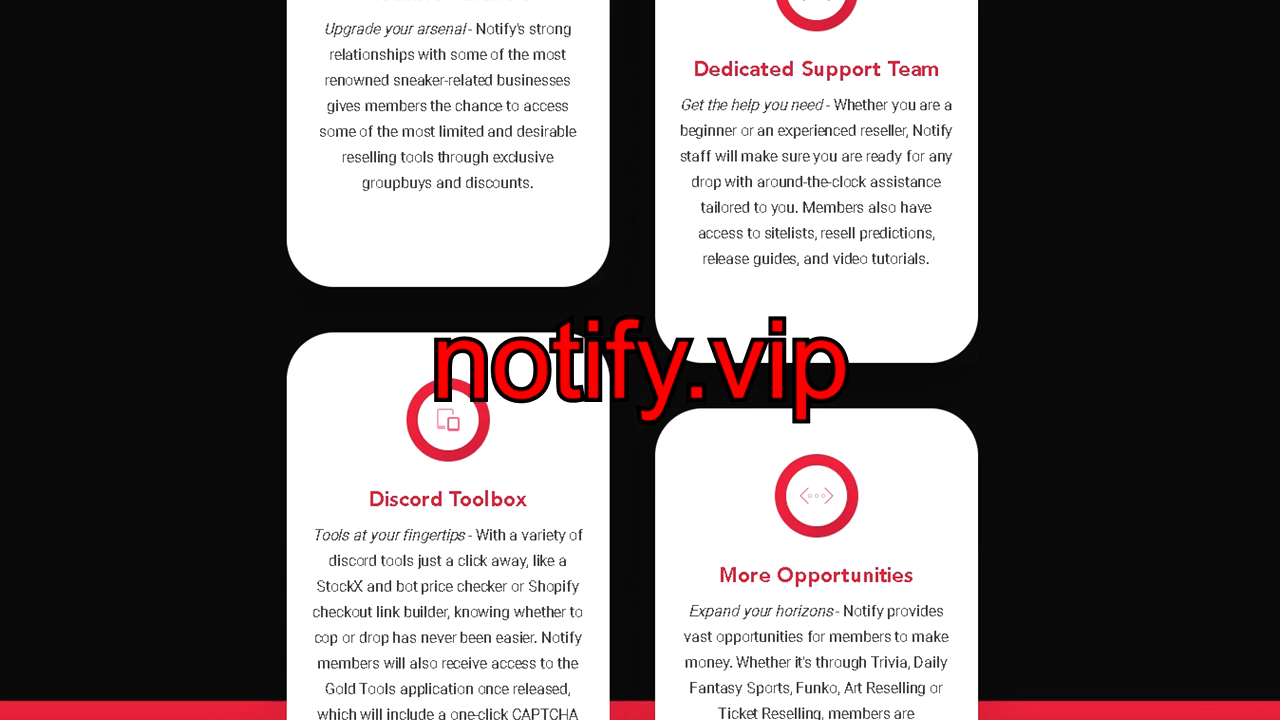 Upgrade your arsenal - Notify's strong
relationships with some of the most
renowned sneaker-related businesses
gives members the chance to access
some of the most limited and desirable
reselling tools through exclusive
groupbuys and discounts.
Dedicated Support Team
Get the help you need - Whether you are a
beginner or an experienced reseller, Notify
staff will make sure you are ready for any
drop with around-the-clock assistance
tailored to you. Members also have
access to sitelists, resell predictions,
release guides, and video tutorials.
notify.vip
Discord Toolbox
Tools at your fingertips - With a variety of
discord tools just a click away, like a
StockX and bot price checker or Shopify
checkout link builder, knowing whether to
cop or drop has never been easier. Notify
members will also receive access to the
Gold Tools application once released,
which will include a one-click CAPTCHA
More Opportunities
Expand your horizons - Notify provides
vast opportunities for members to make
money. Whether it's through Trivia, Daily
Fantasy Sports, Funko, Art Reselling or
Ticket Reselling, members are